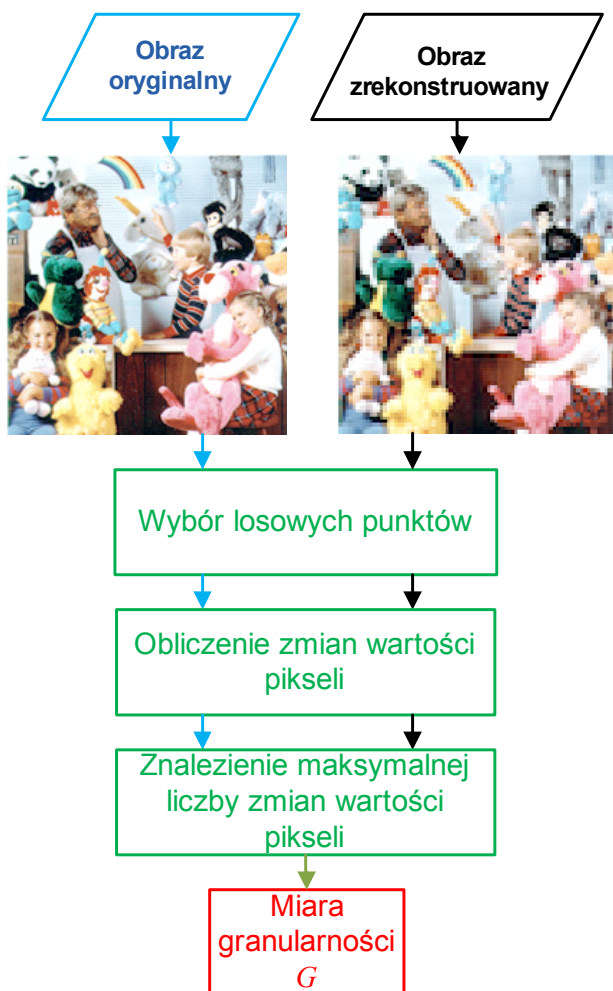 Obraz
oryginalny
Obraz
zrekonstruowany
Wybór losowych punktów
Obliczenie zmian wartości
pikseli
Znalezienie maksymalnej
liczby zmian wartości
pikseli
Miara
granularności
G